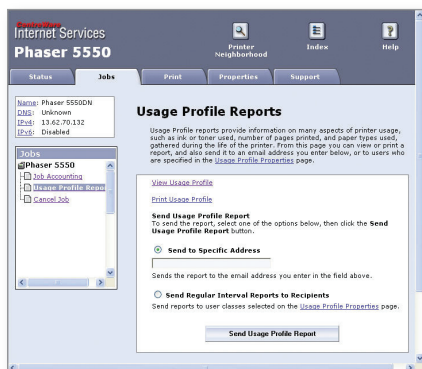 CentreWare
Internet Services
Phaser 5550
Printer
Neighborhood
Index
Help
?
Status
Jobs
Print
Properties
Support
Name: Phaser 5550DN
DNS: Unknown
IPv4: 13.62.70.132
IPv6: Disabled
Jobs
Phaser 5550
Job Accounting
Usage Profile Repor
Cancel Job
Usage Profile Reports
Usage Profile reports provide information on many aspects of printer usage,
such as ink or toner used, number of pages printed, and paper types used,
gathered during the life of the printer. From this page you can view or print a
report, and also send it to an email address you enter below, or to users who
are specified in the Usage Profile Properties page.
View Usage Profile
Print Usage Profile
Send Usage Profile Report
To send the report, select one of the options below, then click the Send
Usage Profile Report button.
Send to Specific Address
Sends the report to the email address you enter in the field above.
Send Regular Interval Reports to Recipients
Send reports to user classes selected on the Usage Profile Properties page.
Send Usage Profile Report